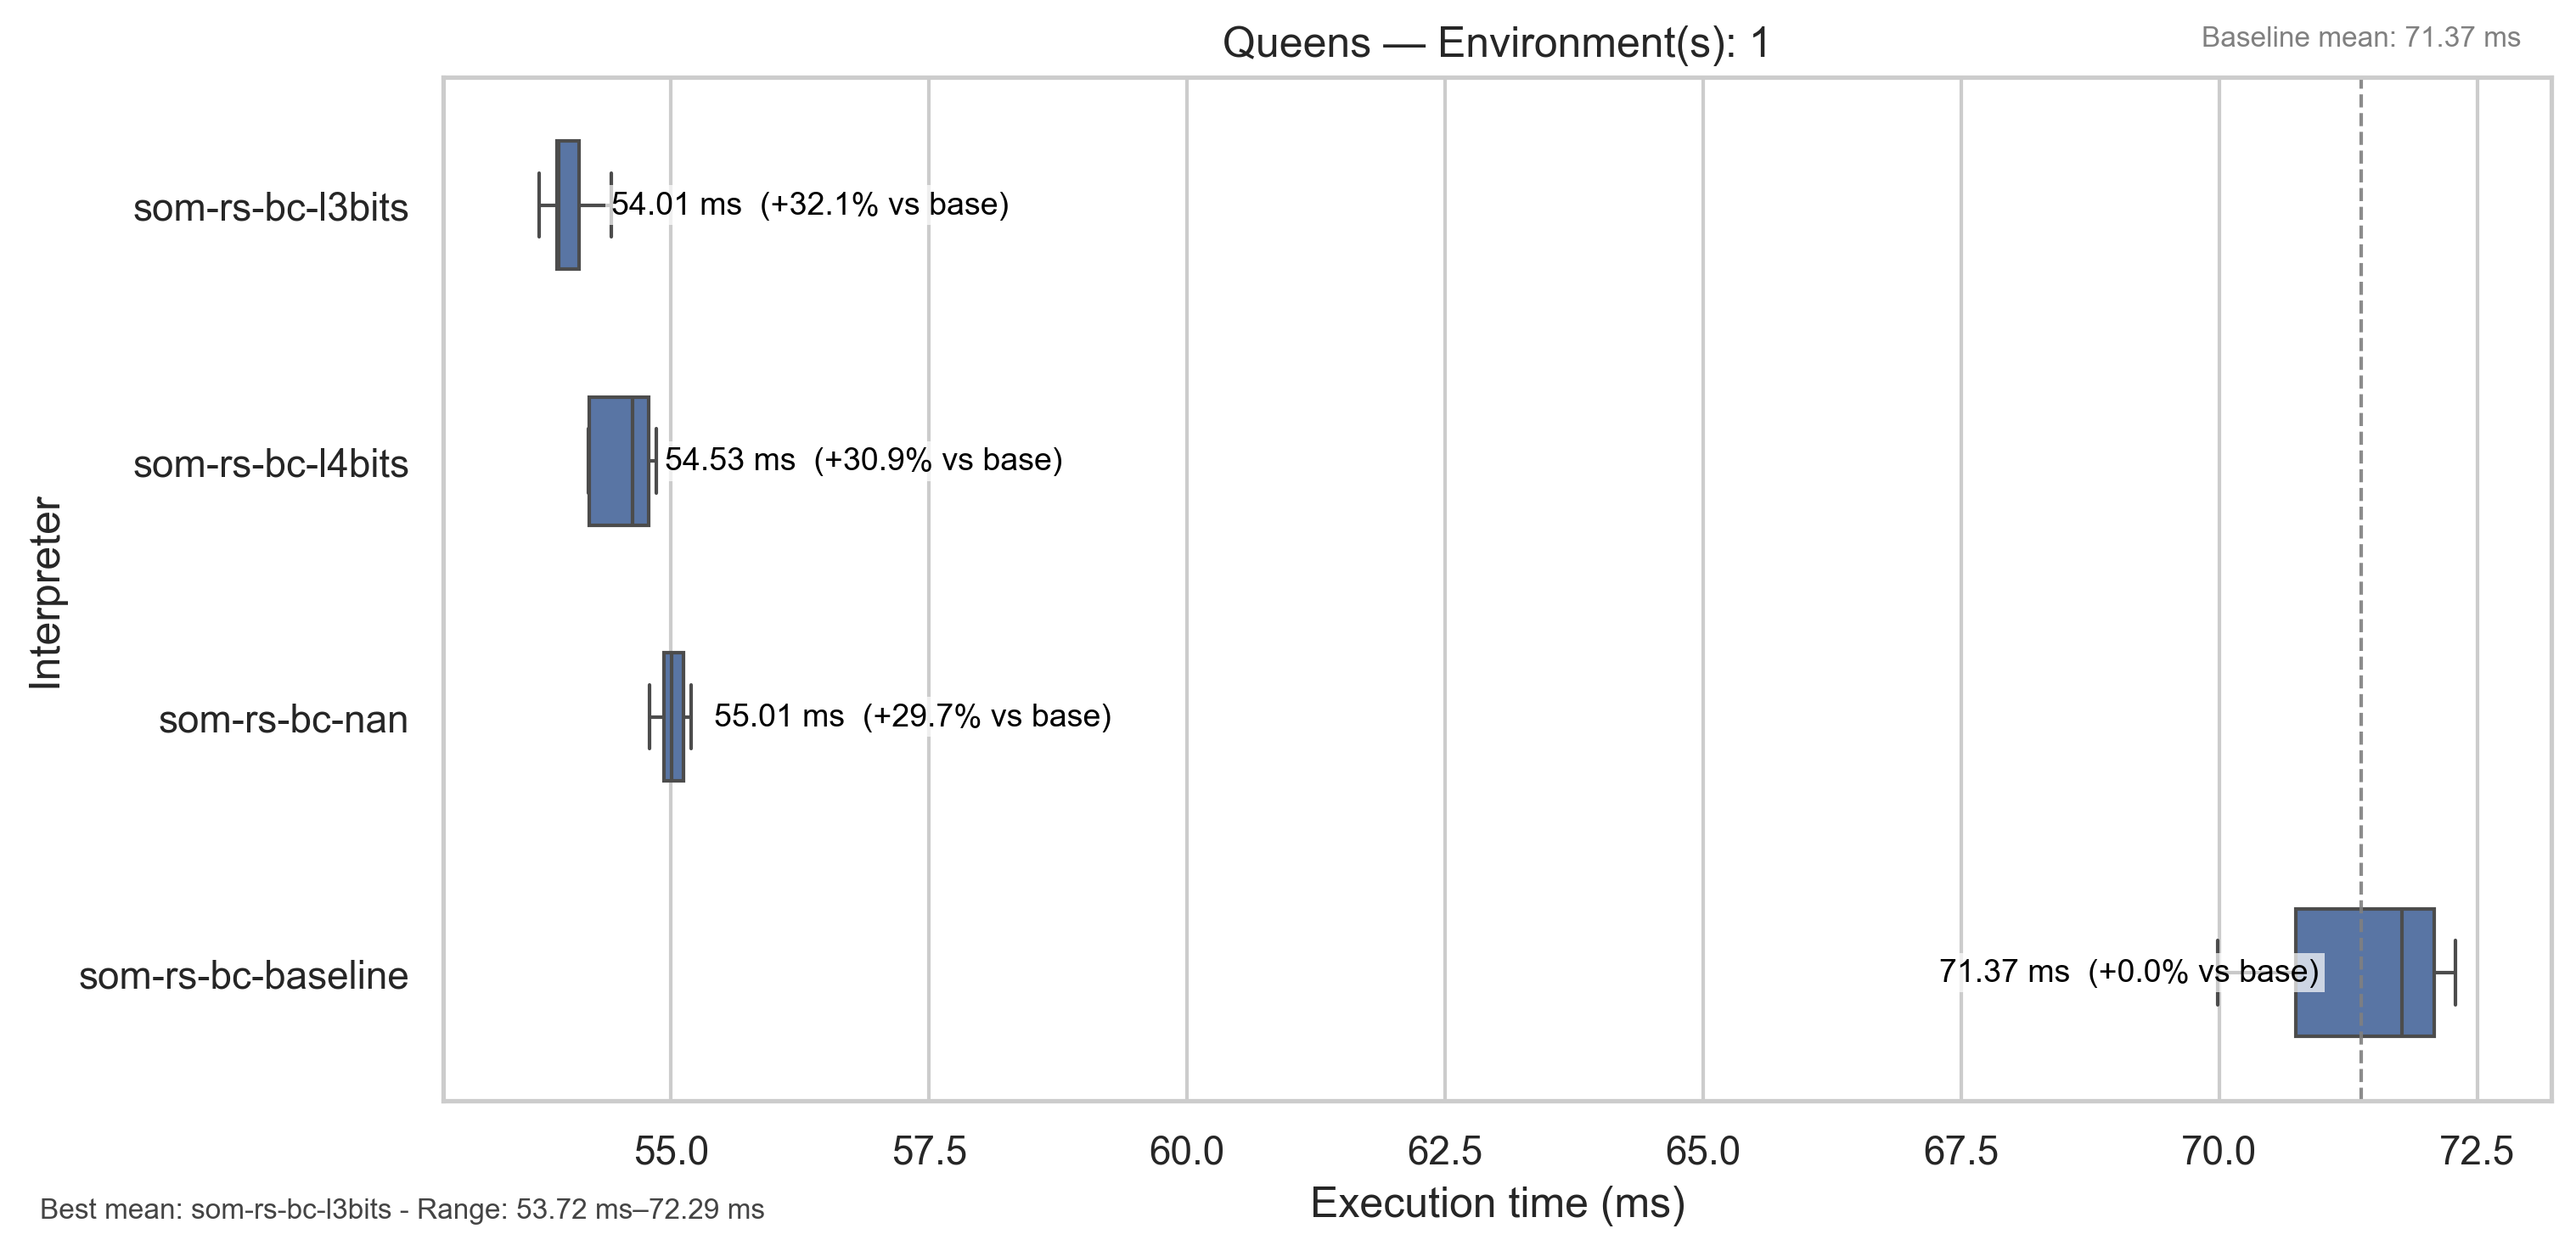 Queens — Environment(s): 1
Baseline mean: 71.37 ms
Interpreter
som-rs-bc-l3bits
54.01 ms (+32.1% vs base)
som-rs-bc-l4bits
54.53 ms (+30.9% vs base)
som-rs-bc-nan
55.01 ms (+29.7% vs base)
som-rs-bc-baseline
71.37 ms (+0.0% vs base)
55.0 57.5 60.0 62.5 65.0 67.5 70.0 72.5
Execution time (ms)
Best mean: som-rs-bc-l3bits - Range: 53.72 ms–72.29 ms